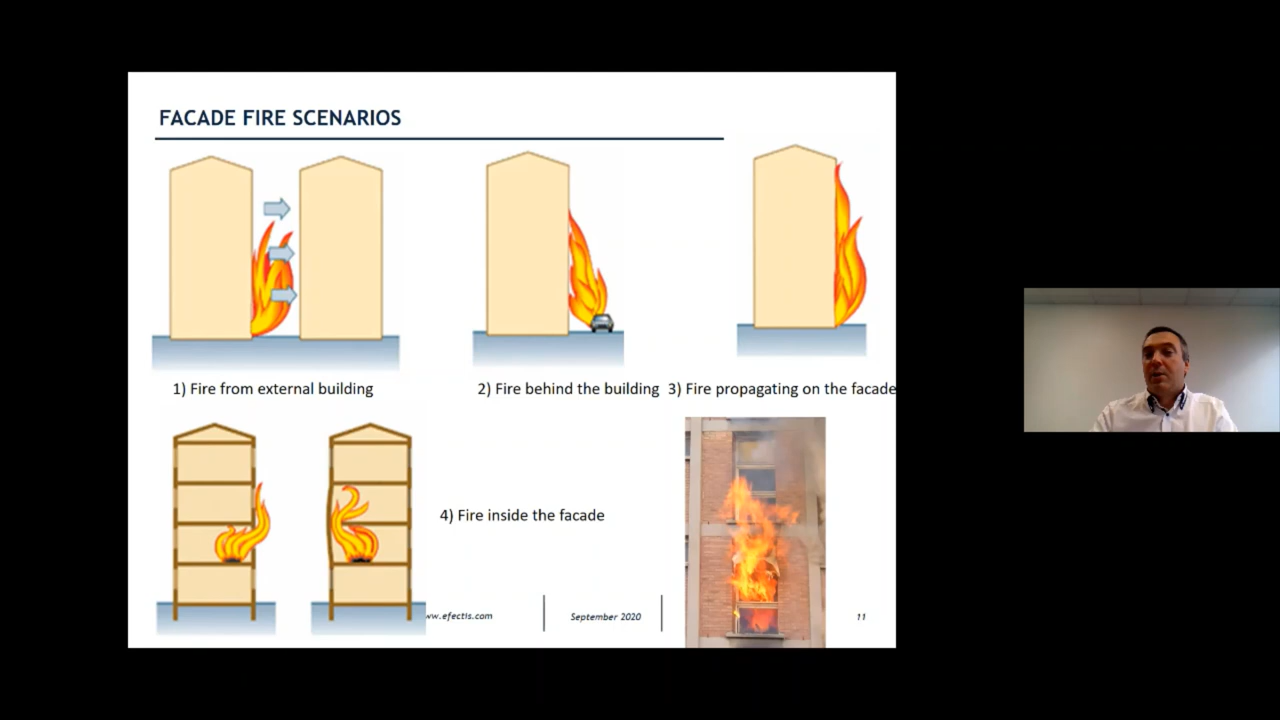 FACADE FIRE SCENARIOS
1) Fire from external building
2) Fire behind the building
3) Fire propagating on the facade
4) Fire inside the facade
ww.efectis.com
September 2020
11